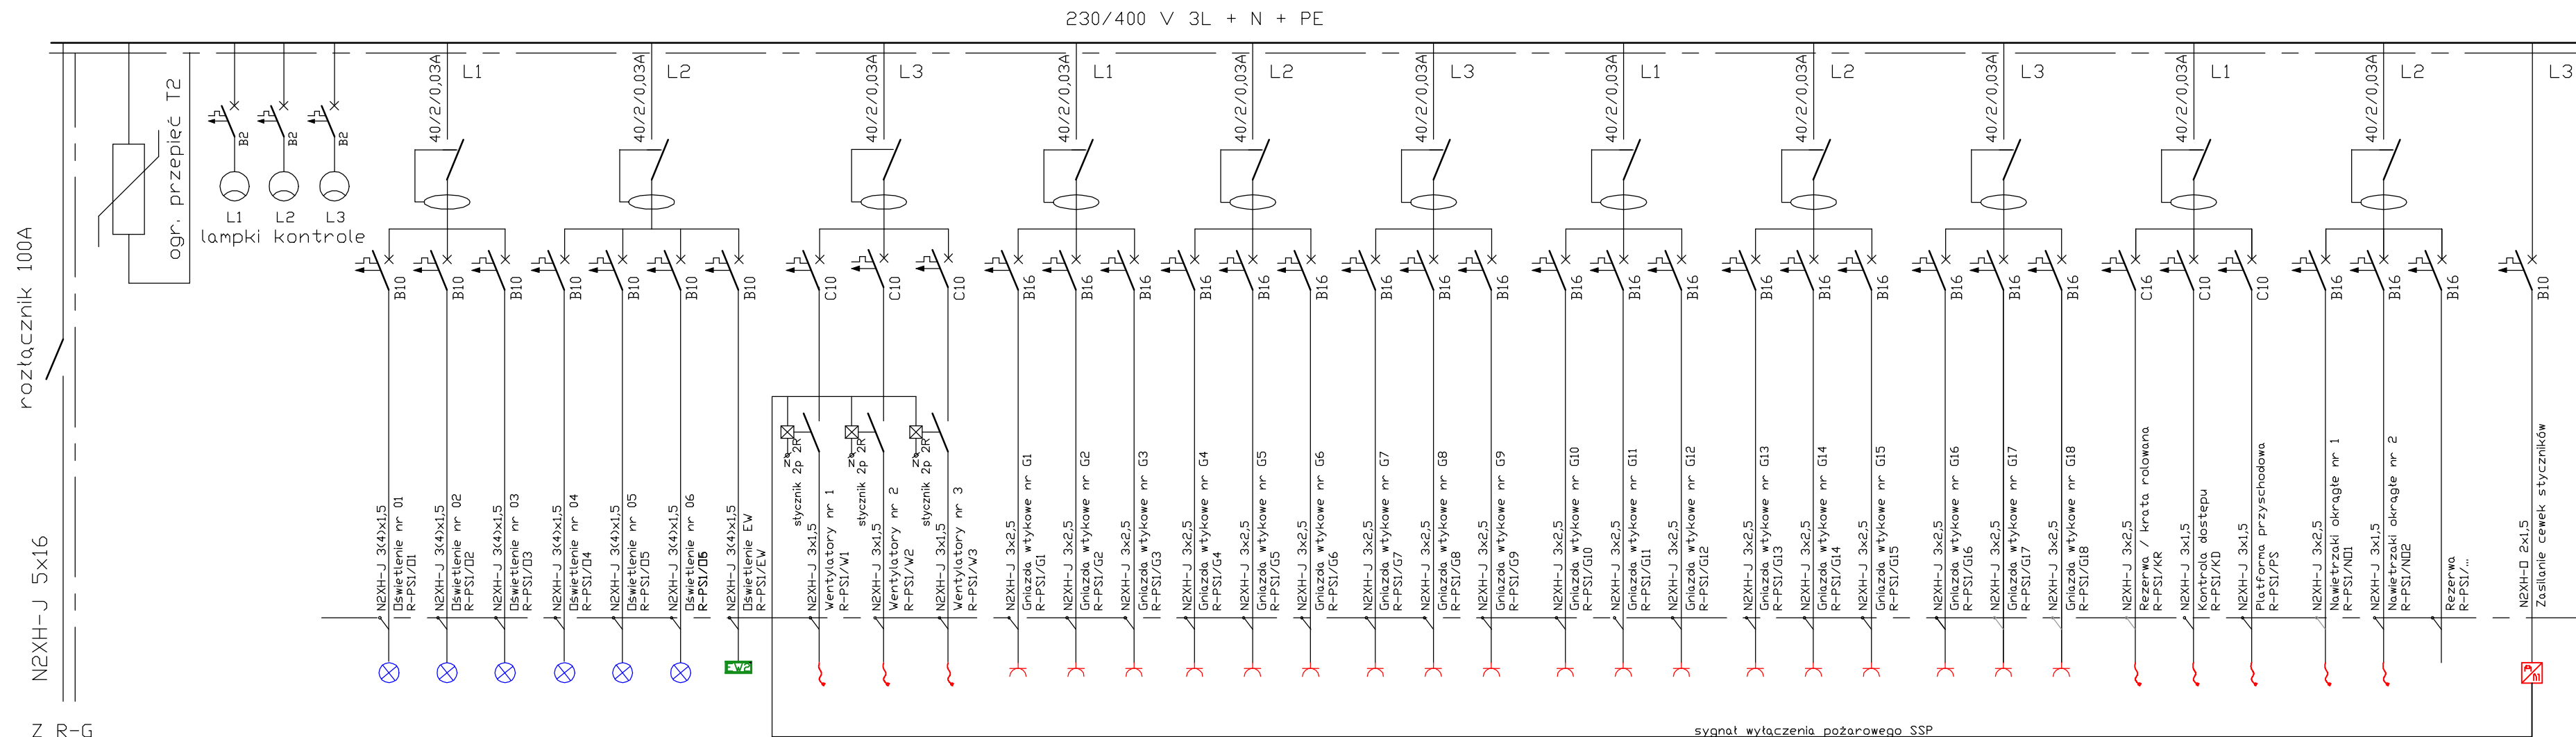 230/400 V 3L + N + PE
rozłącznik 100A
N2XH-J 5x16
Z R-G
ogr. przepięć T2
B2
B2
B2
L1
L2
L3
lampki kontrole
40/2/0,03A
L1
40/2/0,03A
L2
40/2/0,03A
L3
40/2/0,03A
L1
40/2/0,03A
L2
40/2/0,03A
L3
40/2/0,03A
L1
40/2/0,03A
L2
40/2/0,03A
L3
40/2/0,03A
L1
40/2/0,03A
L2
L3
B10
N2XH-J 3(4)x1,5
Oświetlenie nr O1
R-PS1/O1
B10
N2XH-J 3(4)x1,5
Oświetlenie nr O2
R-PS1/O2
B10
N2XH-J 3(4)x1,5
Oświetlenie nr O3
R-PS1/O3
B10
N2XH-J 3(4)x1,5
Oświetlenie nr O4
R-PS1/O4
B10
N2XH-J 3(4)x1,5
Oświetlenie nr O5
R-PS1/O5
B10
N2XH-J 3(4)x1,5
Oświetlenie nr O6
B10
N2XH-J 3(4)x1,5
Oświetlenie EW
R-PS1/EW
EW2
C10
N
stycznik 2p 2R
N2XH-J 3x1,5
Wentylatory nr 1
R-PS1/W1
C10
N
stycznik 2p 2R
N2XH-J 3x1,5
Wentylatory nr 2
R-PS1/W2
C10
N
stycznik 2p 2R
N2XH-J 3x1,5
Wentylatory nr 3
R-PS1/W3
B16
N2XH-J 3x2,5
Gniazda wtykowe nr G1
R-PS1/G1
B16
N2XH-J 3x2,5
Gniazda wtykowe nr G2
R-PS1/G2
B16
N2XH-J 3x2,5
Gniazda wtykowe nr G3
R-PS1/G3
B16
N2XH-J 3x2,5
Gniazda wtykowe nr G4
R-PS1/G4
B16
N2XH-J 3x2,5
Gniazda wtykowe nr G5
R-PS1/G5
B16
N2XH-J 3x2,5
Gniazda wtykowe nr G6
R-PS1/G6
B16
N2XH-J 3x2,5
Gniazda wtykowe nr G7
R-PS1/G7
B16
N2XH-J 3x2,5
Gniazda wtykowe nr G8
R-PS1/G8
B16
N2XH-J 3x2,5
Gniazda wtykowe nr G9
R-PS1/G9
B16
N2XH-J 3x2,5
Gniazda wtykowe nr G10
R-PS1/G10
B16
N2XH-J 3x2,5
Gniazda wtykowe nr G11
R-PS1/G11
B16
N2XH-J 3x2,5
Gniazda wtykowe nr G12
R-PS1/G12
B16
N2XH-J 3x2,5
Gniazda wtykowe nr G13
R-PS1/G13
B16
N2XH-J 3x2,5
Gniazda wtykowe nr G14
R-PS1/G14
B16
N2XH-J 3x2,5
Gniazda wtykowe nr G15
R-PS1/G15
B16
N2XH-J 3x2,5
Gniazda wtykowe nr G16
R-PS1/G16
B16
N2XH-J 3x2,5
Gniazda wtykowe nr G17
R-PS1/G17
B16
N2XH-J 3x2,5
Gniazda wtykowe nr G18
R-PS1/G18
C16
N2XH-J 3x2,5
Rezerwa / krata rolowana
R-PS1/KR
C10
N2XH-J 3x1,5
Kontrola dostępu
R-PS1/KD
C10
N2XH-J 3x1,5
Platforma przyschodowa
R-PS1/PS
B16
N2XH-J 3x2,5
Nawietrzaki okrągłe nr 1
R-PS1/NO1
B16
N2XH-J 3x1,5
Nawietrzaki okrągłe nr 2
R-PS1/NO2
B16
Rezerwa
R-PS1/...
B10
N2XH-O 2x1,5
Zasilanie cewek styczników
sygnał wyłączenia pożarowego SSP